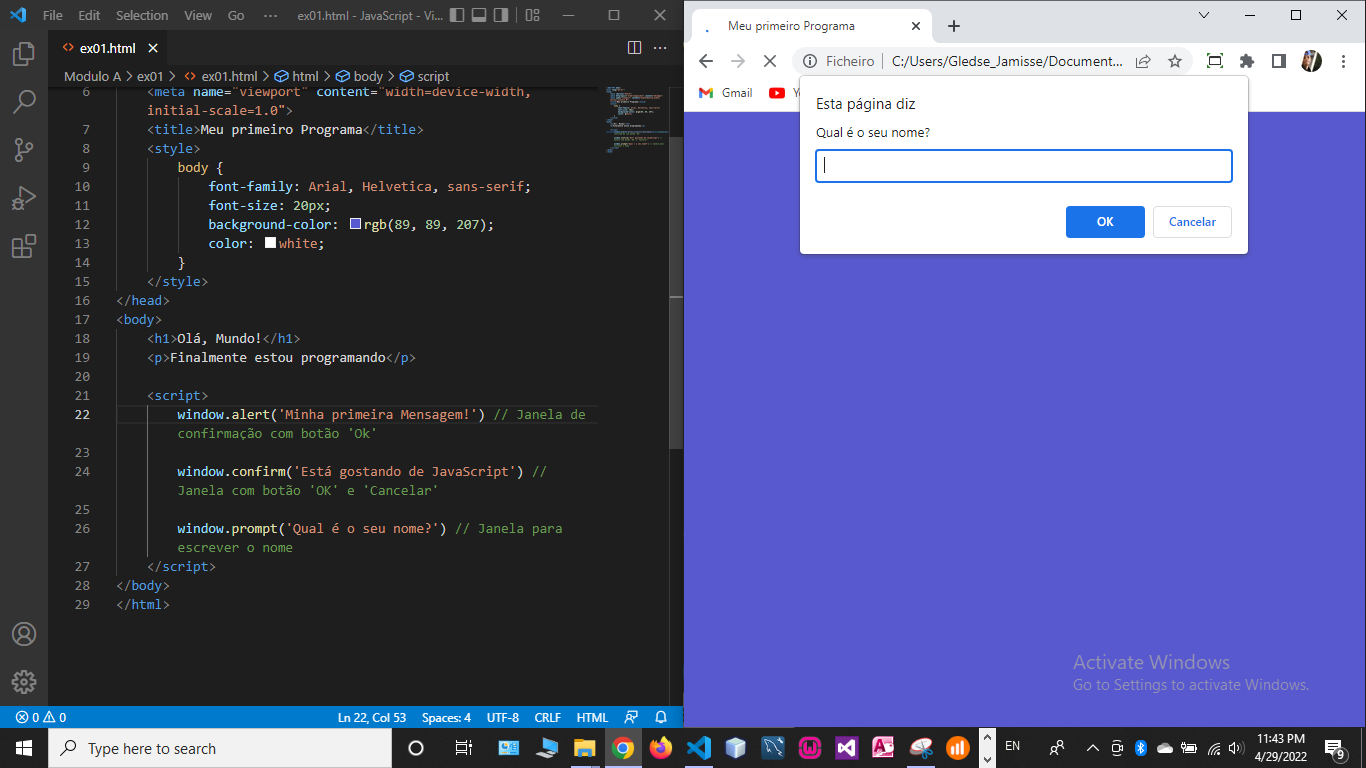 File Edit Selection View Go ··· ex01.html - JavaScript - Vi...
ex01.html
Modulo A > ex01 > ex01.html > html > body > script
6 <meta name="viewport" content="width=device-width,
initial-scale=1.0">
7 <title>Meu primeiro Programa</title>
8 <style>
9 body {
10 font-family: Arial, Helvetica, sans-serif;
11 font-size: 20px;
12 background-color: rgb(89, 89, 207);
13 color: white;
14 }
15 </style>
16 </head>
17 <body>
18 <h1>Olá, Mundo!</h1>
19 <p>Finalmente estou programando</p>
20
21 <script>
22 window.alert('Minha primeira Mensagem!') // Janela de
confirmação com botão 'Ok'
23
24 window.confirm('Está gostando de JavaScript') //
Janela com botão 'OK' e 'Cancelar'
25
26 window.prompt('Qual é o seu nome?') // Janela para
escrever o nome
27 </script>
28 </body>
29 </html>
0 0 Ln 22, Col 53 Spaces: 4 UTF-8 CRLF HTML
Meu primeiro Programa
Ficheiro | C:/Users/Gledse_Jamisse/Document...
Gmail
Esta página diz
Qual é o seu nome?
OK Cancelar
Activate Windows
Go to Settings to activate Windows.
Type here to search
EN
11:43 PM
4/29/2022
9